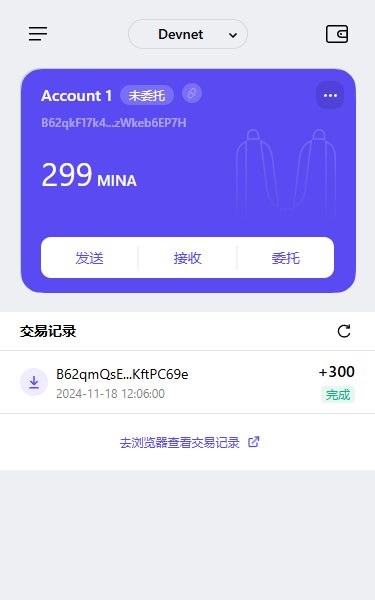 Devnet
Account 1 未委托
B62qkF17k4...zWkeb6EP7H
299 MINA
发送 接收 委托
交易记录
B62qmQsE...KftPC69e +300
2024-11-18 12:06:00 完成
去浏览器查看交易记录